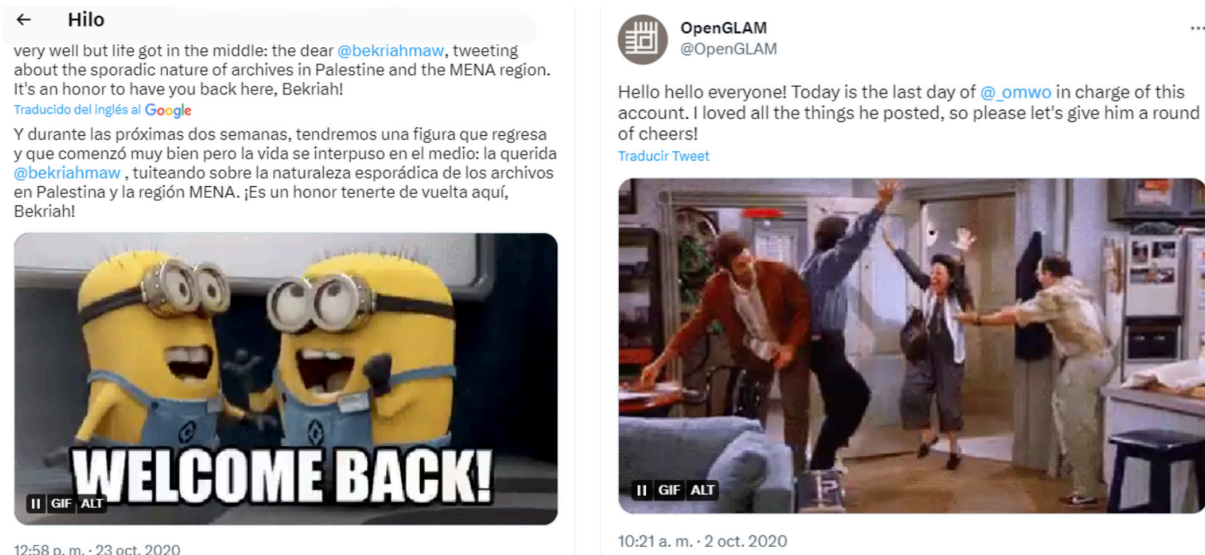 Hilo
very well but life got in the middle: the dear @bekriahmaw, tweeting
about the sporadic nature of archives in Palestine and the MENA region.
It's an honor to have you back here, Bekriah!
Traducido del inglés al Google
Y durante las próximas dos semanas, tendremos una figura que regresa
y que comenzó muy bien pero la vida se interpuso en el medio: la querida
@bekriahmaw , tuiteando sobre la naturaleza esporádica de los archivos
en Palestina y la región MENA. ¡Es un honor tenerte de vuelta aquí,
Bekriah!
WELCOME BACK!
GIF ALT
12:58 p. m. · 23 oct. 2020
OpenGLAM
@OpenGLAM
Hello hello everyone! Today is the last day of @_omwo in charge of this
account. I loved all the things he posted, so please let's give him a round
of cheers!
Traducir Tweet
GIF ALT
10:21 a. m. · 2 oct. 2020